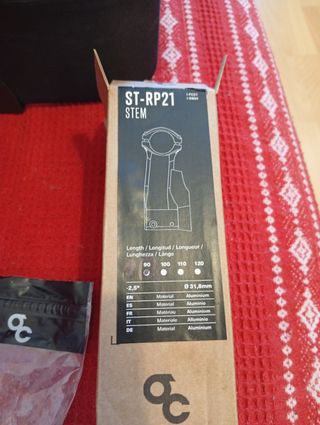 ST-RP21
STEM
Length / Longitud / Longueur /
Lunghezza / Länge
90 100 110 120
-2,5° Ø 31,8mm
EN Material Aluminium
ES Material Aluminio
FR Matériau Aluminium
IT Materiale Alluminio
DE Material Aluminium